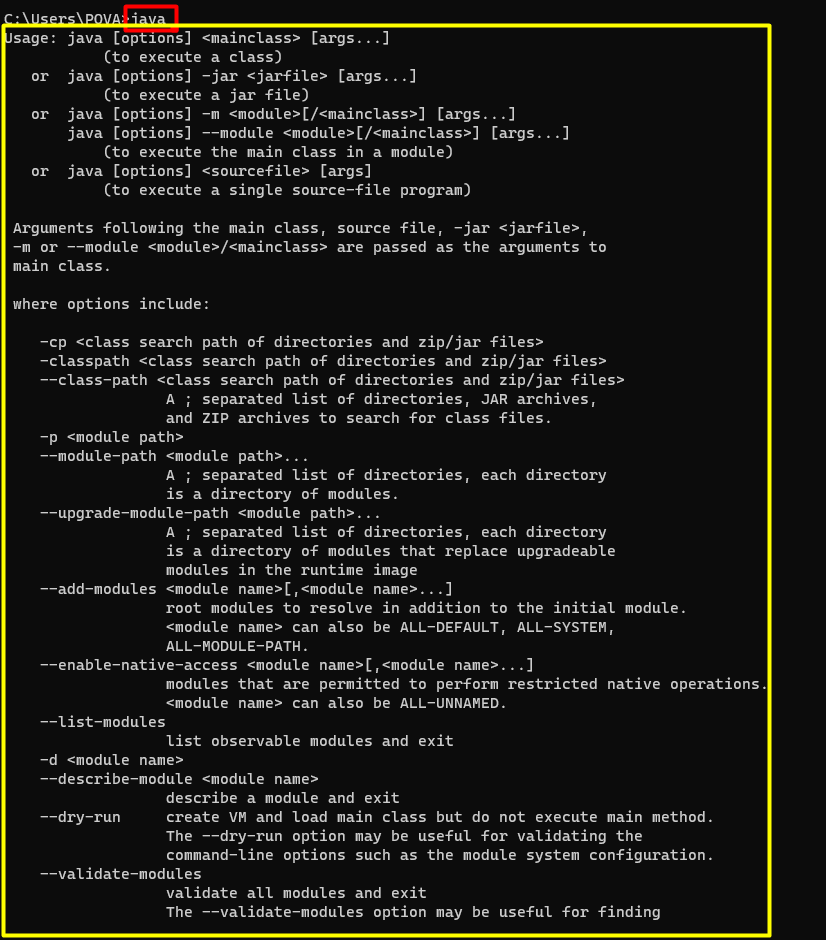 C:\Users\POVA>java
Usage: java [options] <mainclass> [args...]
(to execute a class)
or java [options] -jar <jarfile> [args...]
(to execute a jar file)
or java [options] -m <module>[/<mainclass>] [args...]
java [options] --module <module>[/<mainclass>] [args...]
(to execute the main class in a module)
or java [options] <sourcefile> [args]
(to execute a single source-file program)
Arguments following the main class, source file, -jar <jarfile>,
-m or --module <module>/<mainclass> are passed as the arguments to
main class.
where options include:
-cp <class search path of directories and zip/jar files>
-classpath <class search path of directories and zip/jar files>
--class-path <class search path of directories and zip/jar files>
A ; separated list of directories, JAR archives,
and ZIP archives to search for class files.
-p <module path>
--module-path <module path>...
A ; separated list of directories, each directory
is a directory of modules.
--upgrade-module-path <module path>...
A ; separated list of directories, each directory
is a directory of modules that replace upgradeable
modules in the runtime image
--add-modules <module name>[,<module name>...]
root modules to resolve in addition to the initial module.
<module name> can also be ALL-DEFAULT, ALL-SYSTEM,
ALL-MODULE-PATH.
--enable-native-access <module name>[,<module name>...]
modules that are permitted to perform restricted native operations.
<module name> can also be ALL-UNNAMED.
--list-modules
list observable modules and exit
-d <module name>
--describe-module <module name>
describe a module and exit
--dry-run create VM and load main class but do not execute main method.
The --dry-run option may be useful for validating the
command-line options such as the module system configuration.
--validate-modules
validate all modules and exit
The --validate-modules option may be useful for finding